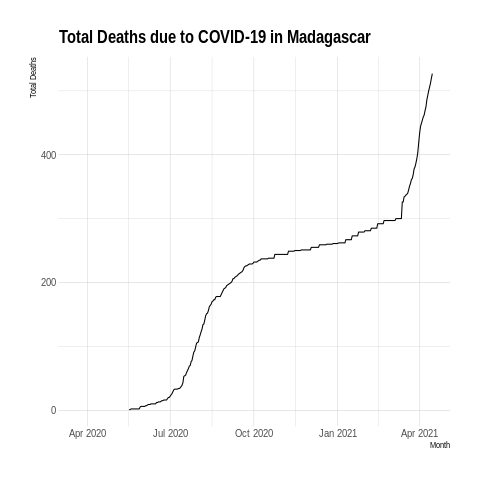 Total Deaths due to COVID-19 in Madagascar
Total Deaths
400
200
0
Apr 2020 Jul 2020 Oct 2020 Jan 2021 Apr 2021
Month